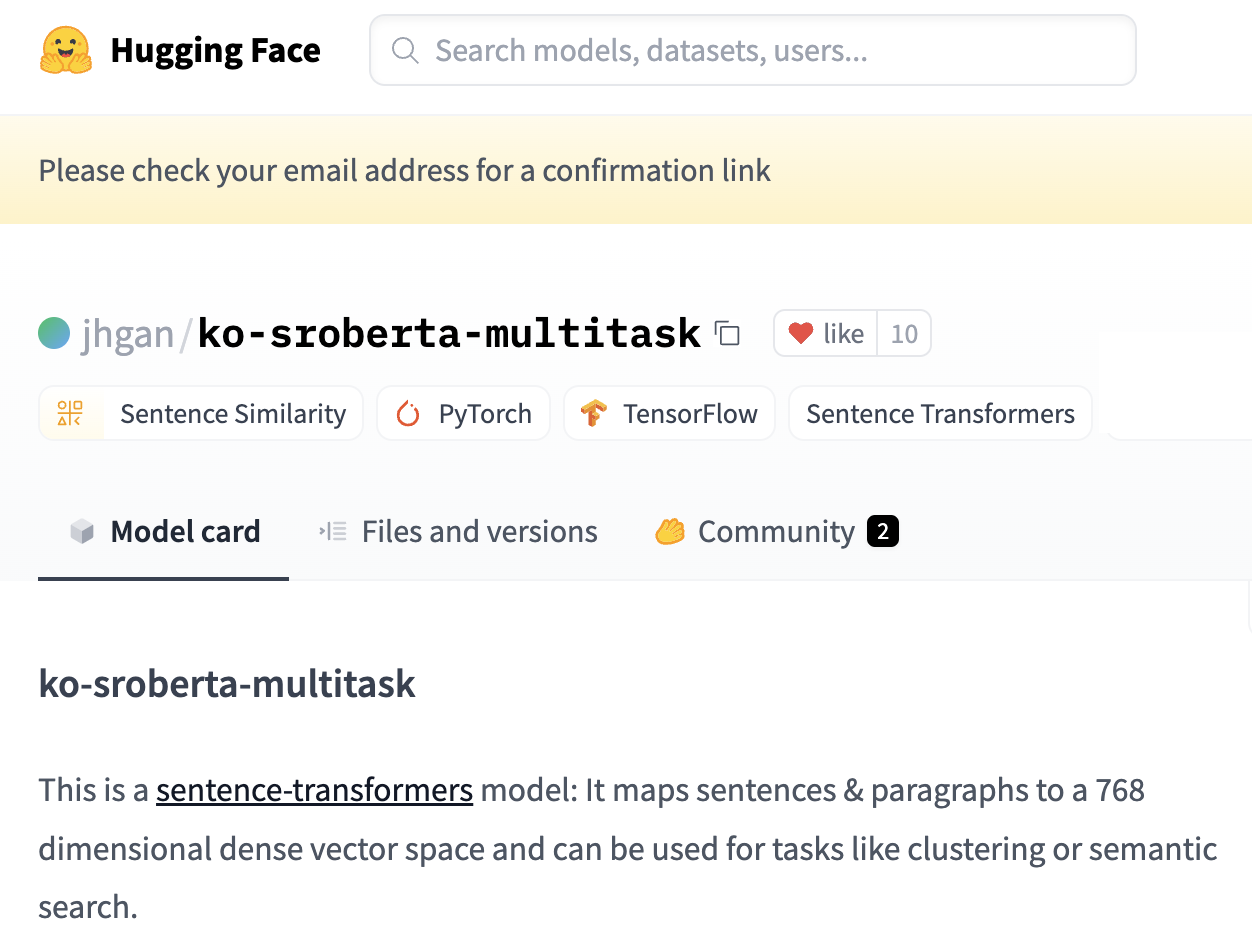 Hugging Face
Search models, datasets, users...
Please check your email address for a confirmation link
jhgan/ko-sroberta-multitask like 10
Sentence Similarity PyTorch TensorFlow Sentence Transformers
Model card Files and versions Community 2
ko-sroberta-multitask
This is a sentence-transformers model: It maps sentences & paragraphs to a 768
dimensional dense vector space and can be used for tasks like clustering or semantic
search.